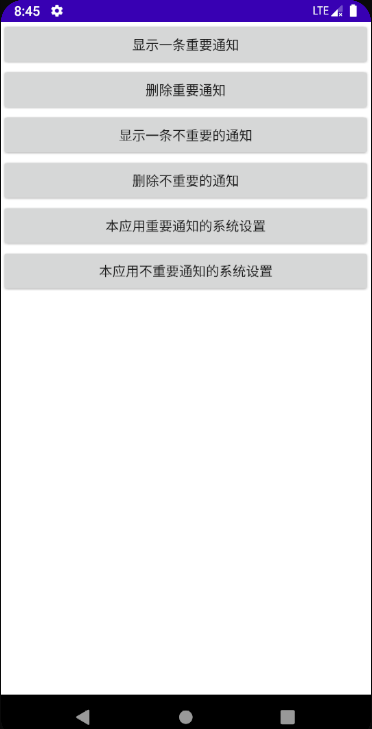 8:45 LTE
显示一条重要通知
删除重要通知
显示一条不重要的通知
删除不重要的通知
本应用重要通知的系统设置
本应用不重要通知的系统设置